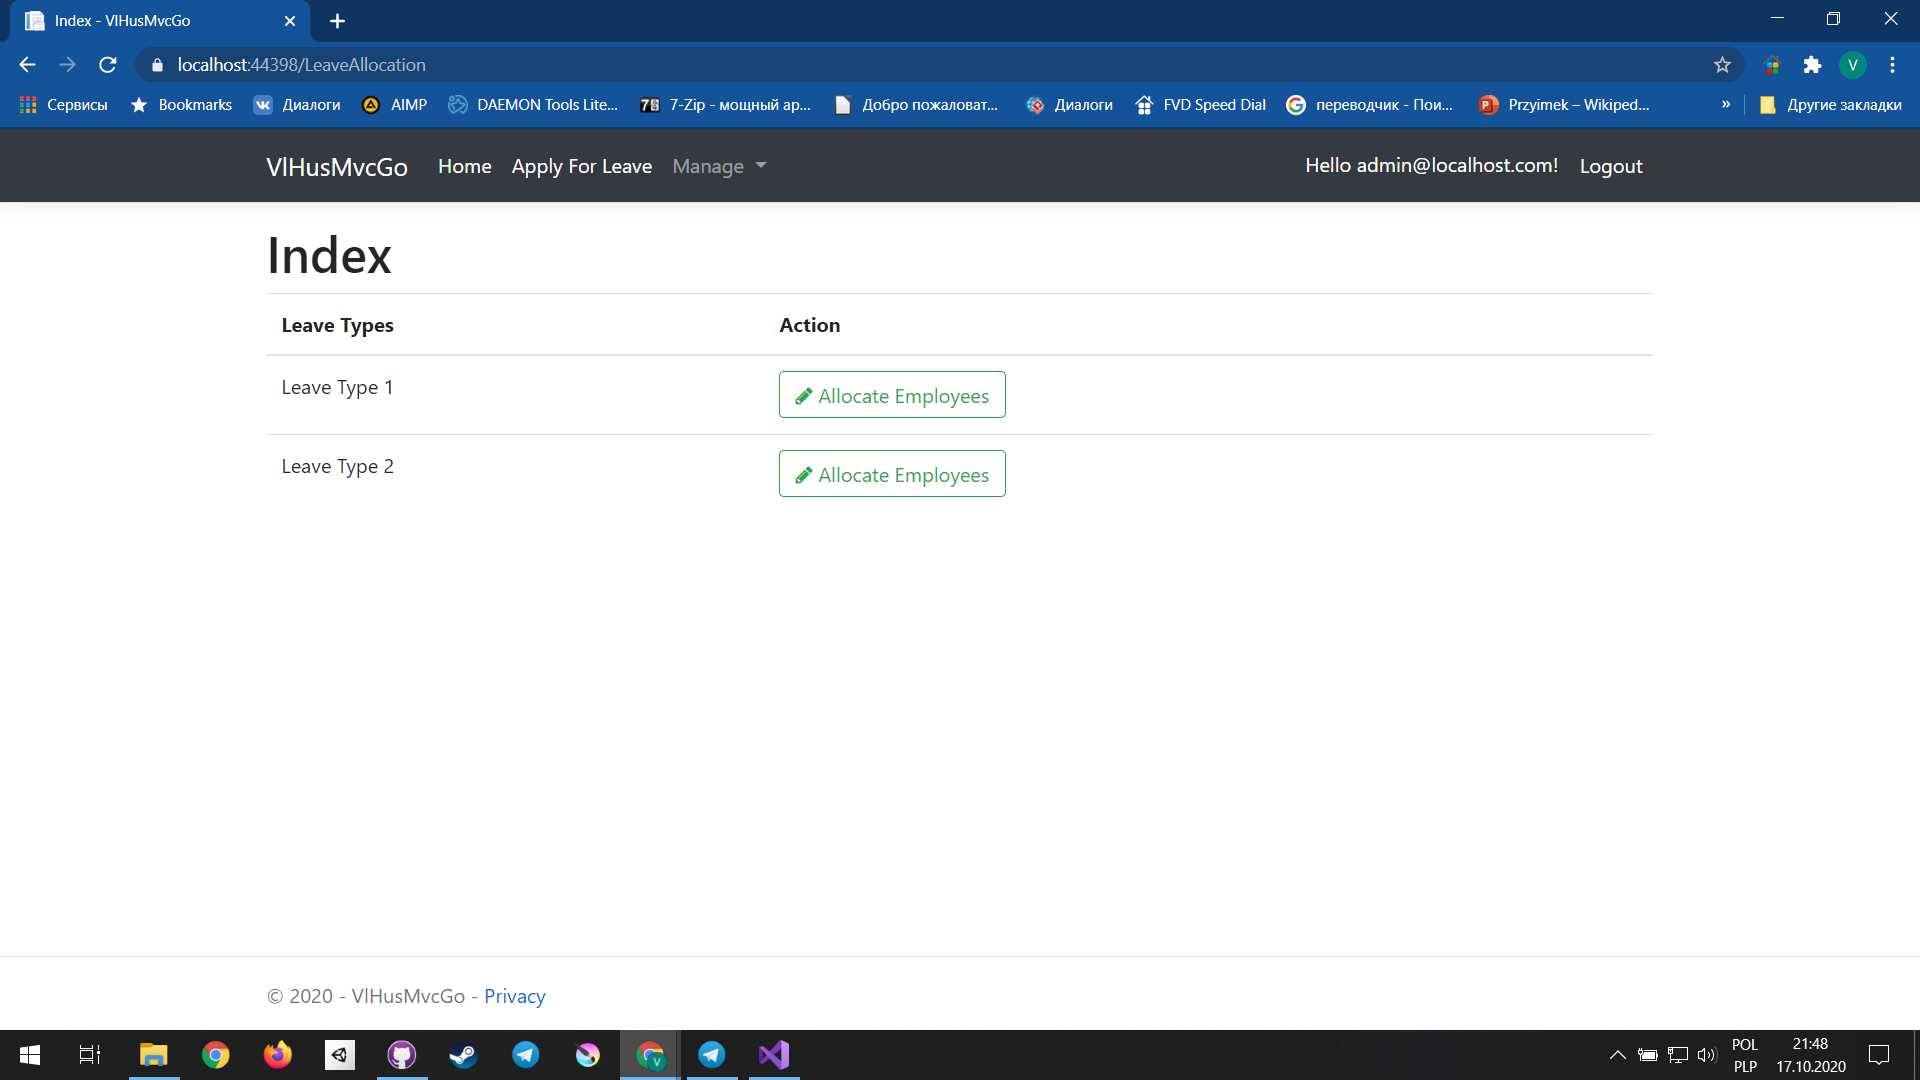 Index - VlHusMvcGo
localhost:44398/LeaveAllocation
V
Сервисы Bookmarks Диалоги AIMP DAEMON Tools Lite... 7-Zip - мощный ар... Добро пожаловат... Диалоги FVD Speed Dial переводчик - Пои... Przyimek – Wikiped... » Другие закладки
VlHusMvcGo Home Apply For Leave Manage Hello admin@localhost.com! Logout
Index
Leave Types Action
Leave Type 1 Allocate Employees
Leave Type 2 Allocate Employees
© 2020 - VlHusMvcGo - Privacy
POL 21:48
PLP 17.10.2020